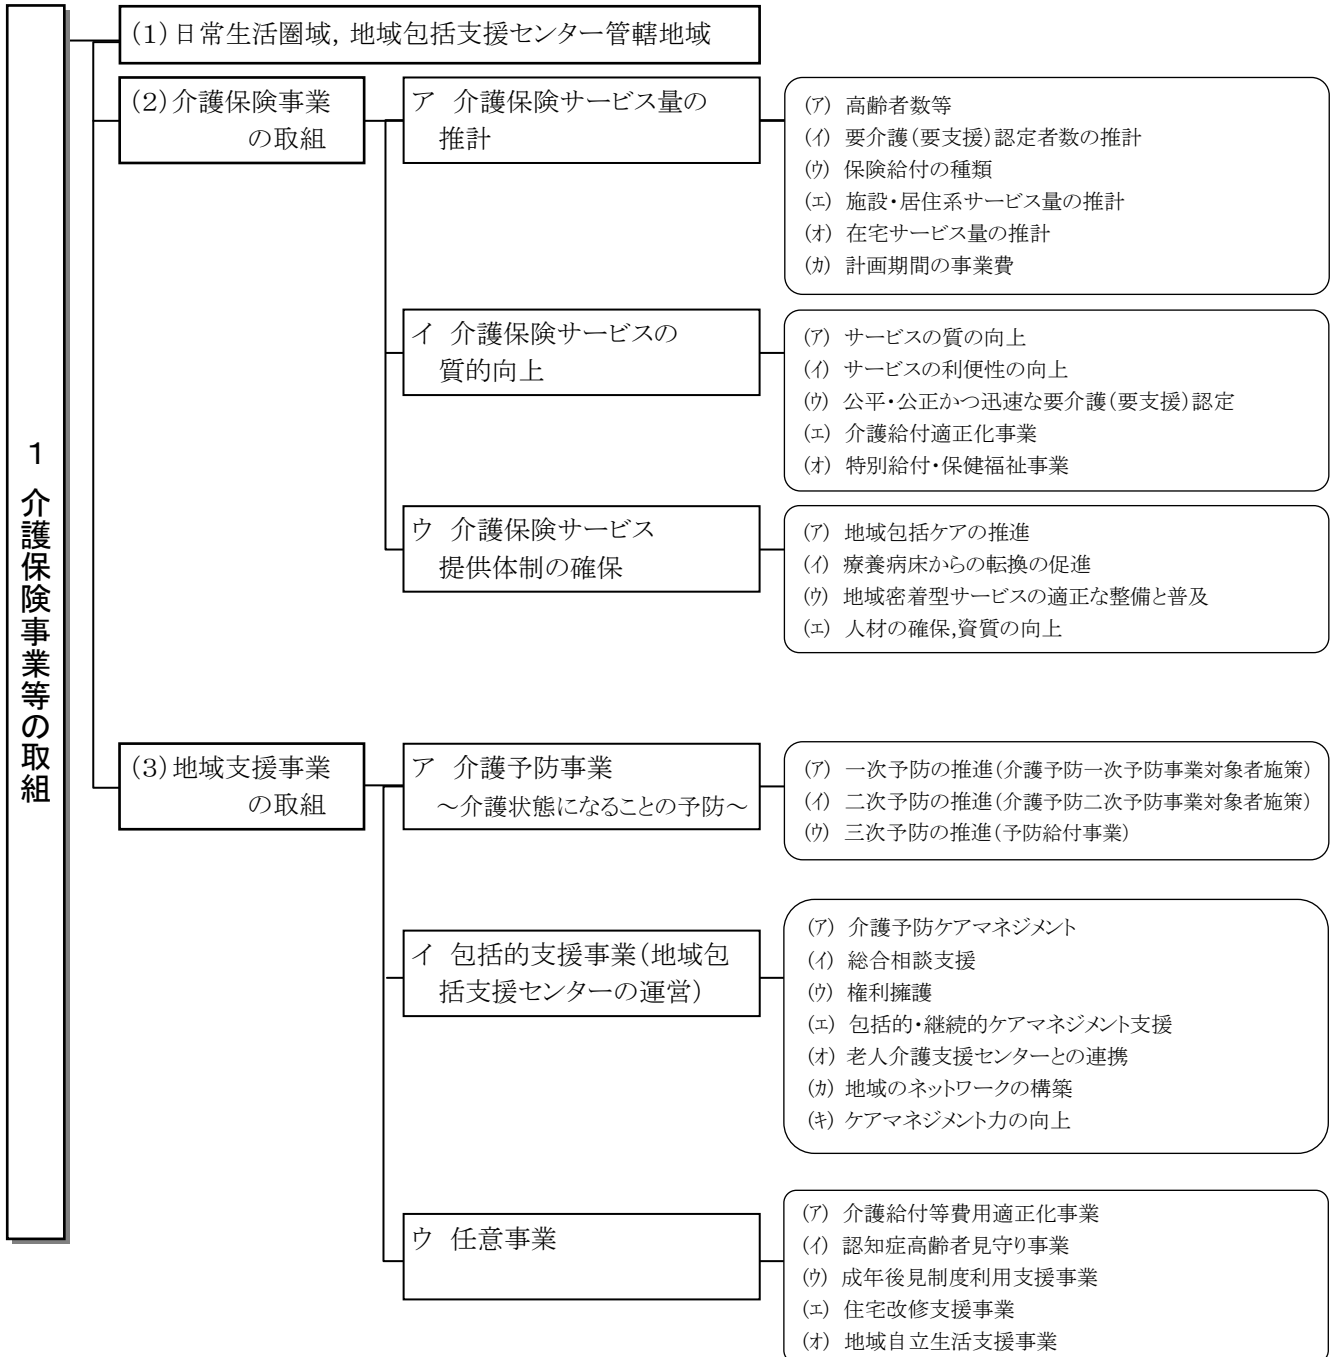 1 介護保険事業等の取組
(1)日常生活圏域，地域包括支援センター管轄地域
(2)介護保険事業
の取組
ア 介護保険サービス量の
推計
(ｱ) 高齢者数等
(ｲ) 要介護(要支援)認定者数の推計
(ｳ) 保険給付の種類
(ｴ) 施設・居住系サービス量の推計
(ｵ) 在宅サービス量の推計
(ｶ) 計画期間の事業費
イ 介護保険サービスの
質的向上
(ｱ) サービスの質の向上
(ｲ) サービスの利便性の向上
(ｳ) 公平・公正かつ迅速な要介護(要支援)認定
(ｴ) 介護給付適正化事業
(ｵ) 特別給付・保健福祉事業
ウ 介護保険サービス
提供体制の確保
(ｱ) 地域包括ケアの推進
(ｲ) 療養病床からの転換の促進
(ｳ) 地域密着型サービスの適正な整備と普及
(ｴ) 人材の確保,資質の向上
(3)地域支援事業
の取組
ア 介護予防事業
～介護状態になることの予防～
(ｱ) 一次予防の推進(介護予防一次予防事業対象者施策)
(ｲ) 二次予防の推進(介護予防二次予防事業対象者施策)
(ｳ) 三次予防の推進(予防給付事業)
イ 包括的支援事業(地域包
括支援センターの運営)
(ｱ) 介護予防ケアマネジメント
(ｲ) 総合相談支援
(ｳ) 権利擁護
(ｴ) 包括的・継続的ケアマネジメント支援
(ｵ) 老人介護支援センターとの連携
(ｶ) 地域のネットワークの構築
(ｷ) ケアマネジメント力の向上
ウ 任意事業
(ｱ) 介護給付等費用適正化事業
(ｲ) 認知症高齢者見守り事業
(ｳ) 成年後見制度利用支援事業
(ｴ) 住宅改修支援事業
(ｵ) 地域自立生活支援事業